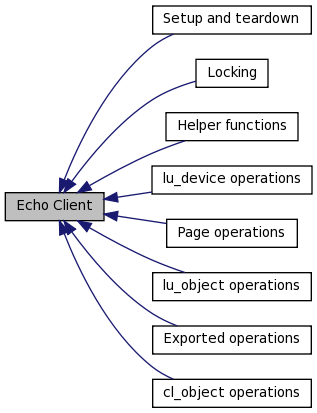 Setup and teardown
Locking
Helper functions
lu_device operations
Echo Client
Page operations
lu_object operations
Exported operations
cl_object operations